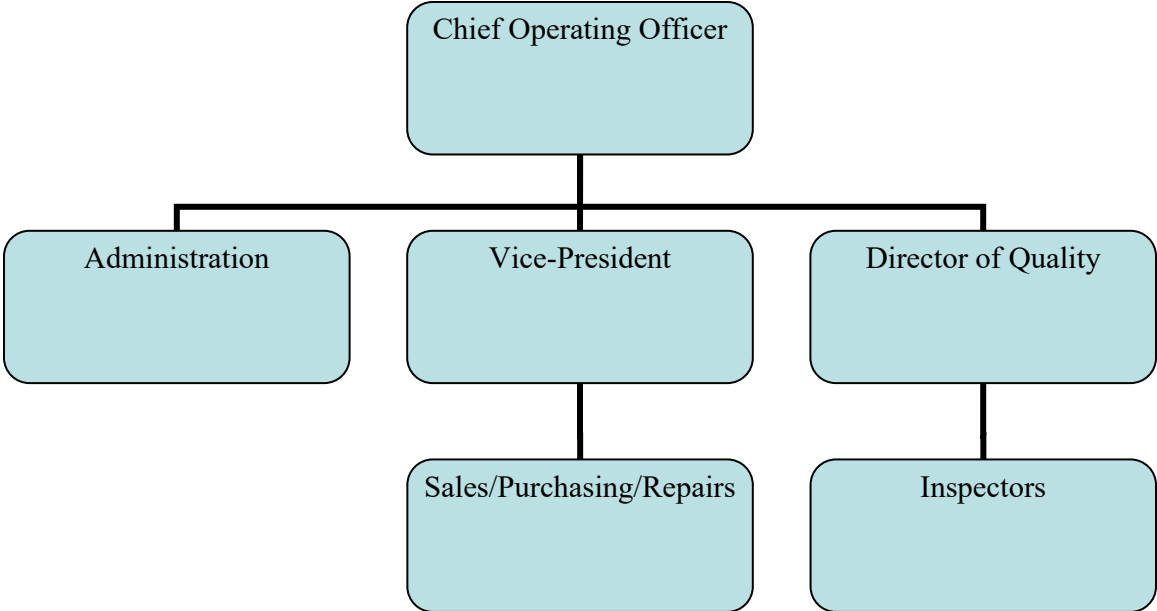 Chief Operating Officer
Administration
Vice-President
Director of Quality
Sales/Purchasing/Repairs
Inspectors